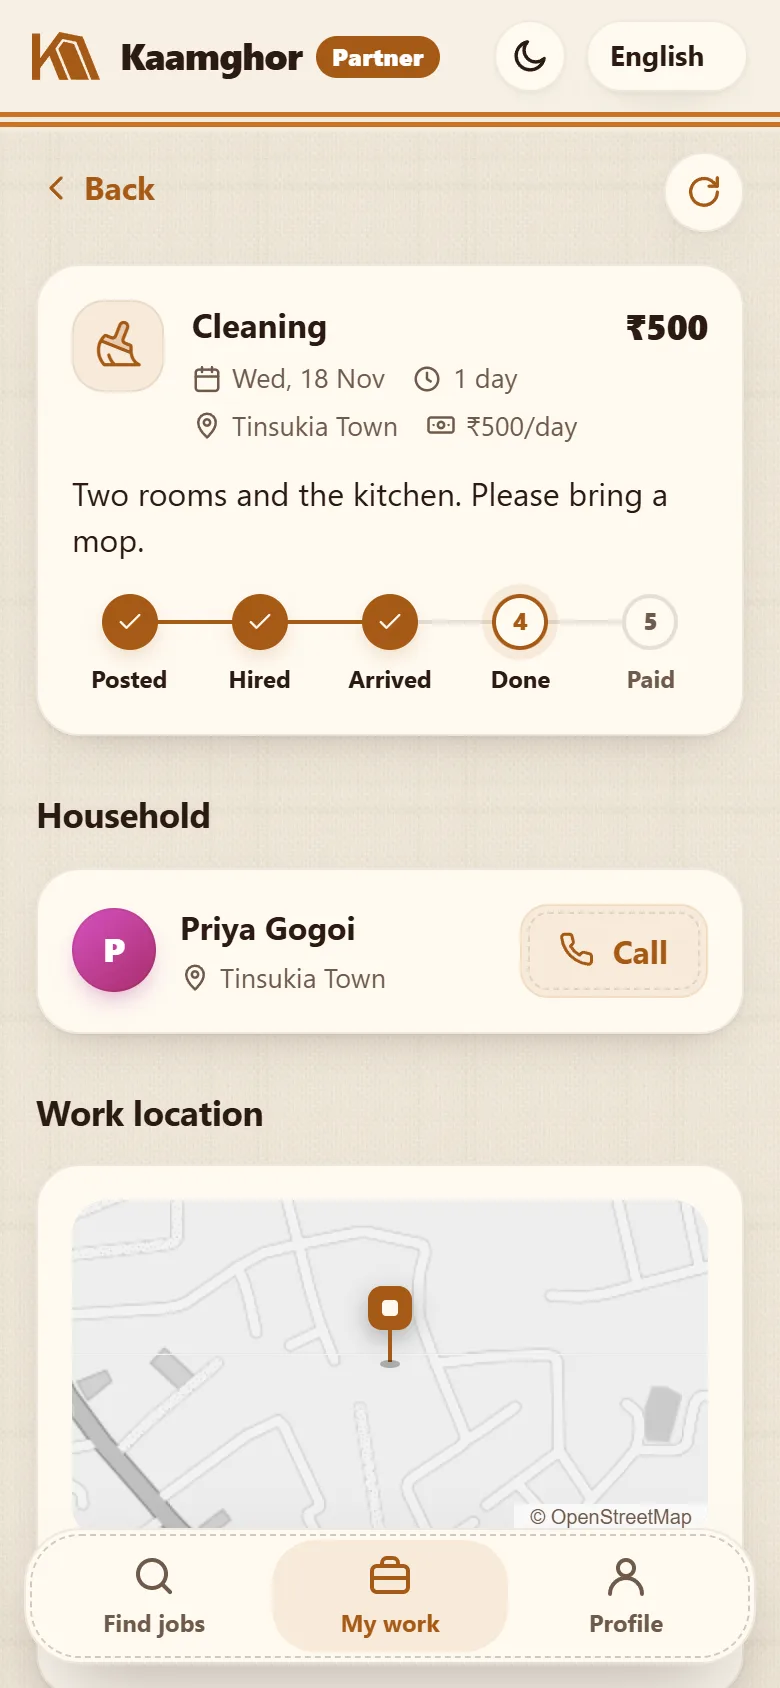 Kaamghor Partner English
Back
Cleaning ₹500
Wed, 18 Nov 1 day
Tinsukia Town ₹500/day
Two rooms and the kitchen. Please bring a
mop.
4 5
Posted Hired Arrived Done Paid
Household
P
Priya Gogoi
Tinsukia Town
Call
Work location
© OpenStreetMap
Find jobs My work Profile